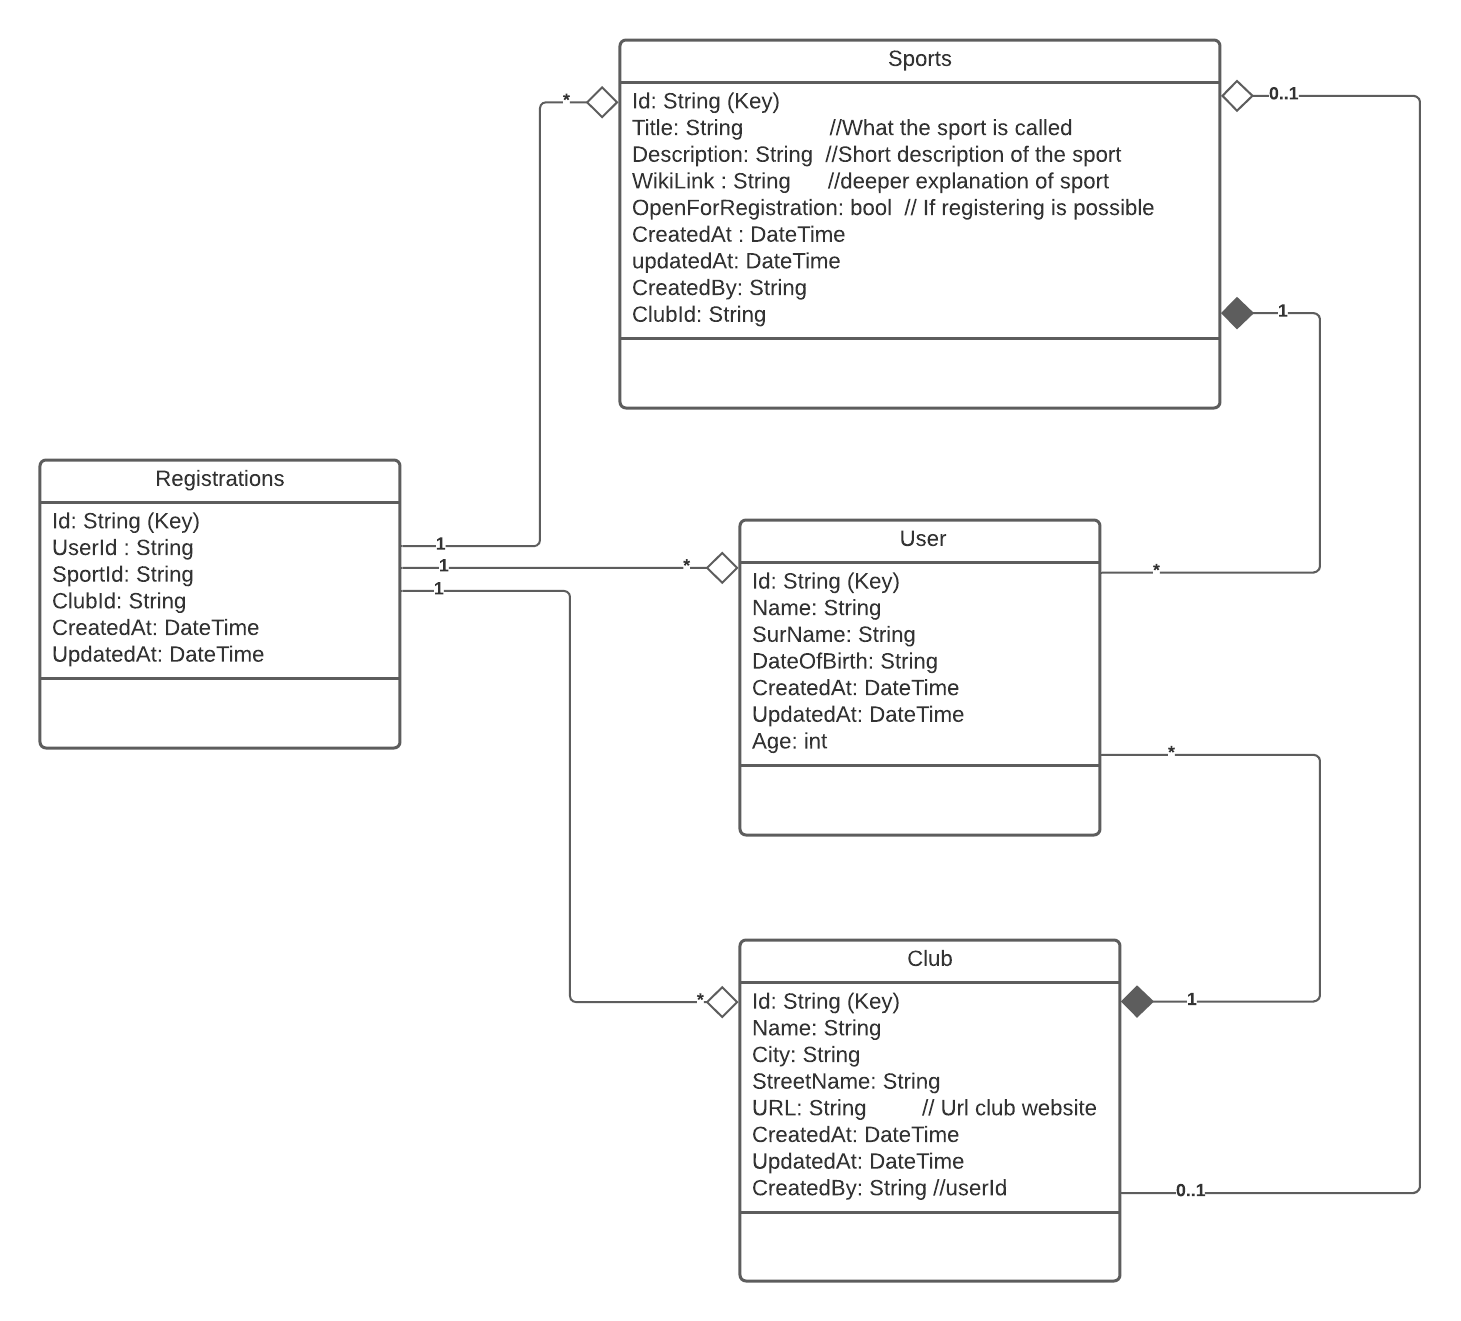 Sports
* 0..1
Id: String (Key)
Title: String //What the sport is called
Description: String //Short description of the sport
WikiLink : String //deeper explanation of sport
OpenForRegistration: bool // If registering is possible
CreatedAt : DateTime
updatedAt: DateTime
CreatedBy: String
ClubId: String
1
Registrations
Id: String (Key)
UserId : String
SportId: String
ClubId: String
CreatedAt: DateTime
UpdatedAt: DateTime
1
1
1
*
User
Id: String (Key)
Name: String
SurName: String
DateOfBirth: String
CreatedAt: DateTime
UpdatedAt: DateTime
Age: int
*
*
Club
*
Id: String (Key)
Name: String
City: String
StreetName: String
URL: String // Url club website
CreatedAt: DateTime
UpdatedAt: DateTime
CreatedBy: String //userId
1
0..1